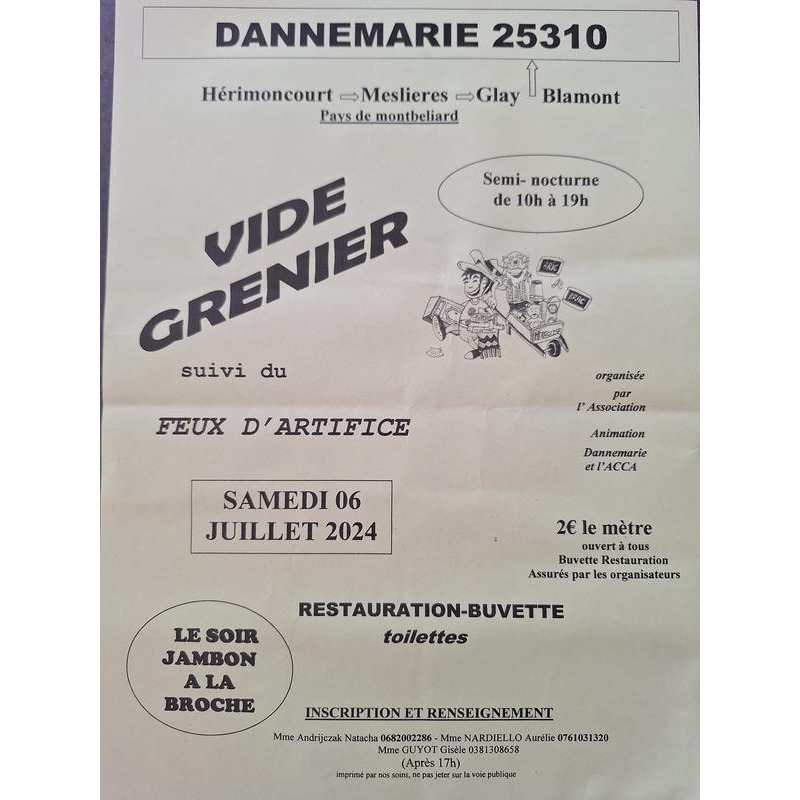 DANNEMARIE 25310
Hérimoncourt ⇨ Meslieres ⇨ Glay Blamont
Pays de montbeliard
Semi- nocturne
de 10h à 19h
VIDE
GRENIER
suivi du
FEUX D'ARTIFICE
organisée
par
l' Association
Animation
Dannemarie
et l'ACCA
SAMEDI 06
JUILLET 2024
2€ le mètre
ouvert à tous
Buvette Restauration
Assurés par les organisateurs
RESTAURATION-BUVETTE
toilettes
LE SOIR
JAMBON
A LA
BROCHE
INSCRIPTION ET RENSEIGNEMENT
Mme Andrijczak Natacha 0682002286 - Mme NARDIELLO Aurélie 0761031320
Mme GUYOT Gisèle 0381308658
(Après 17h)
imprimé par nos soins, ne pas jeter sur la voie publique